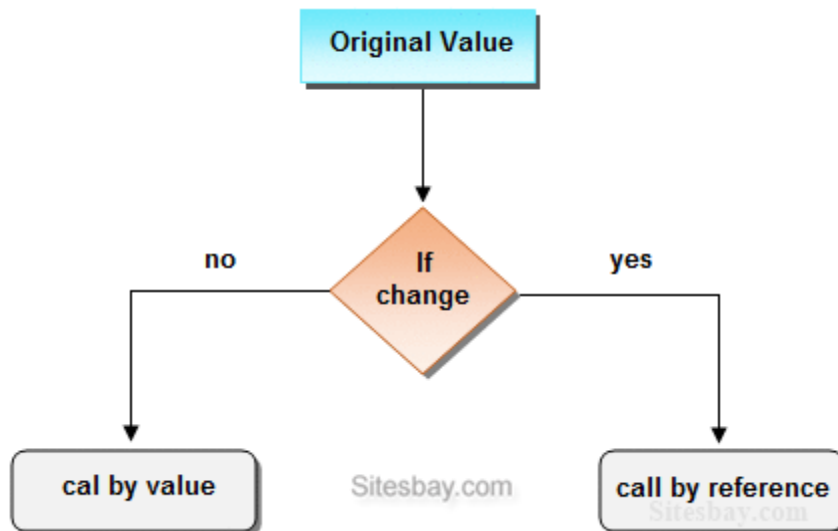 Original Value
no
If
change
yes
cal by value
Sitesbay.com
call by reference
Sitesbay.com